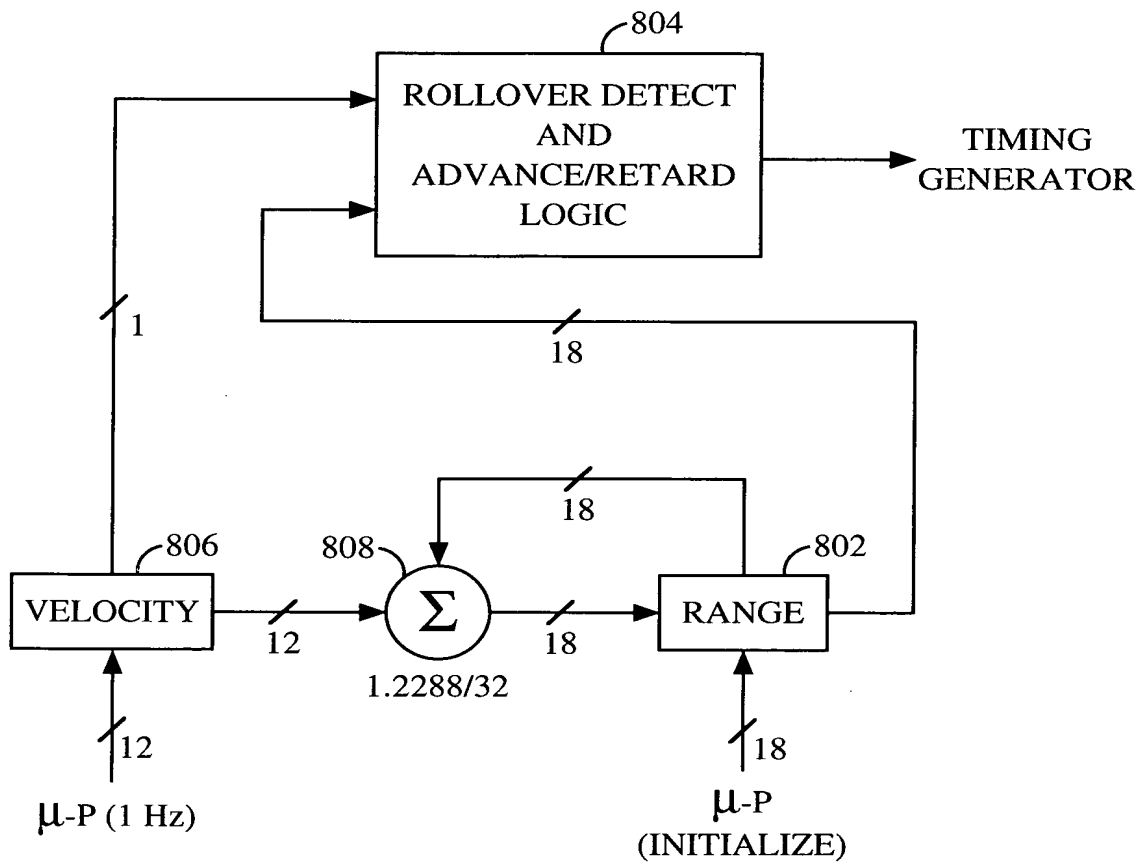 804
ROLLOVER DETECT
AND
ADVANCE/RETARD
LOGIC
TIMING
GENERATOR
1
18
18
806
808
802
VELOCITY
Σ
RANGE
12
18
1.2288/32
12
18
μ-P (1 Hz)
μ-P
(INITIALIZE)